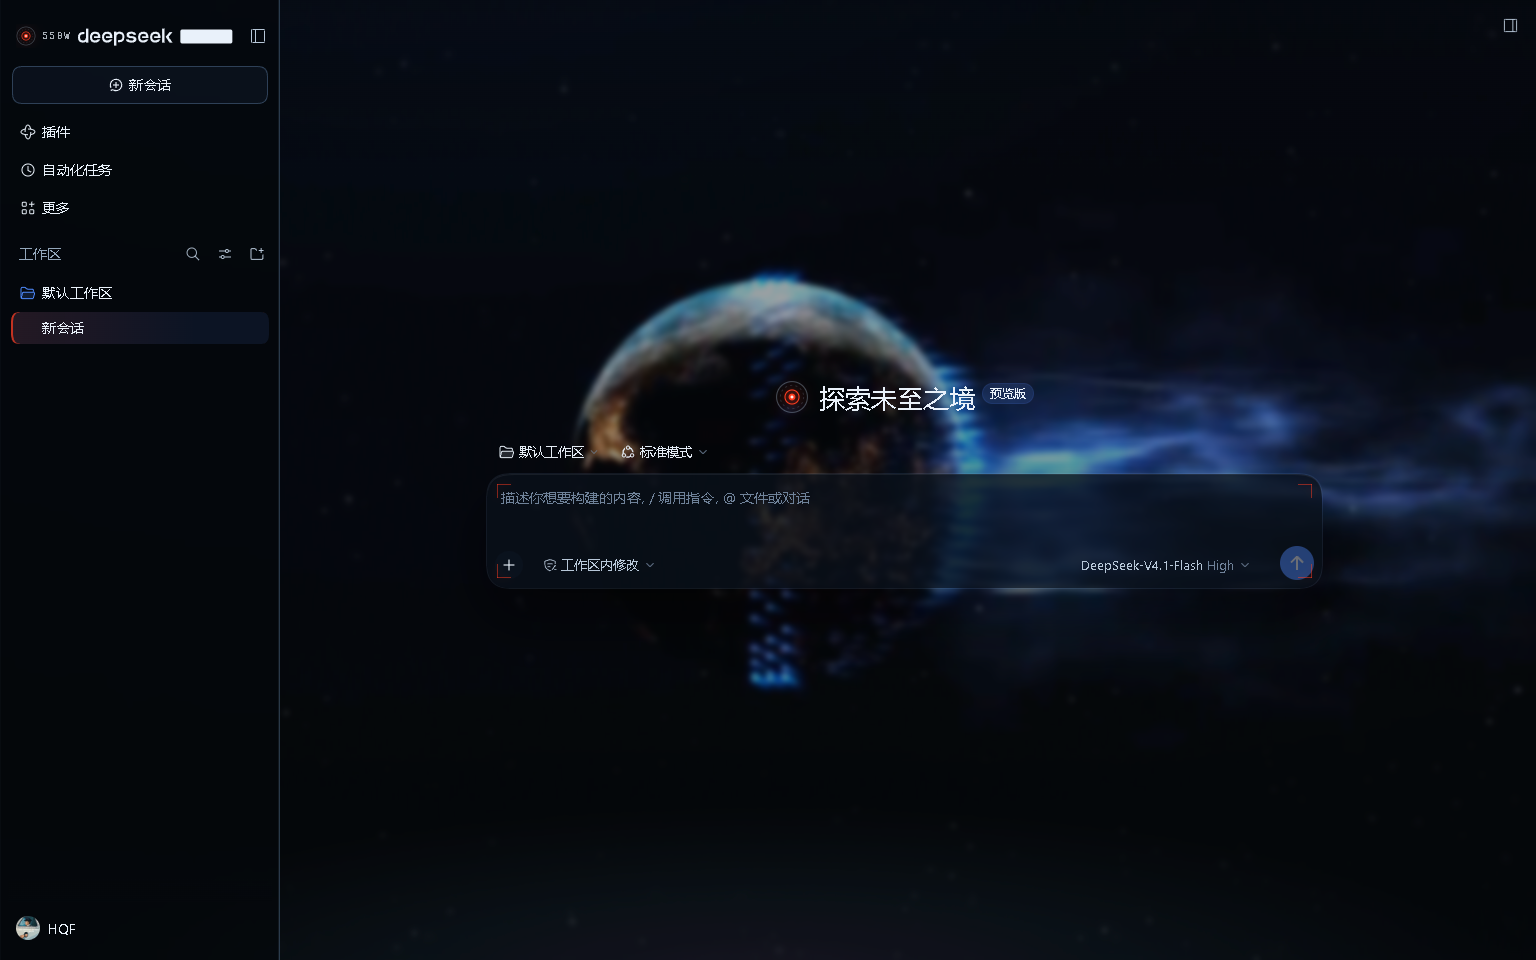 550W deepseek
新会话
插件
自动化任务
更多
工作区
默认工作区
新会话
探索未至之境 预览版
默认工作区 标准模式
描述你想要构建的内容, / 调用指令, @ 文件或对话
工作区内修改 DeepSeek-V4.1-Flash High
HQF